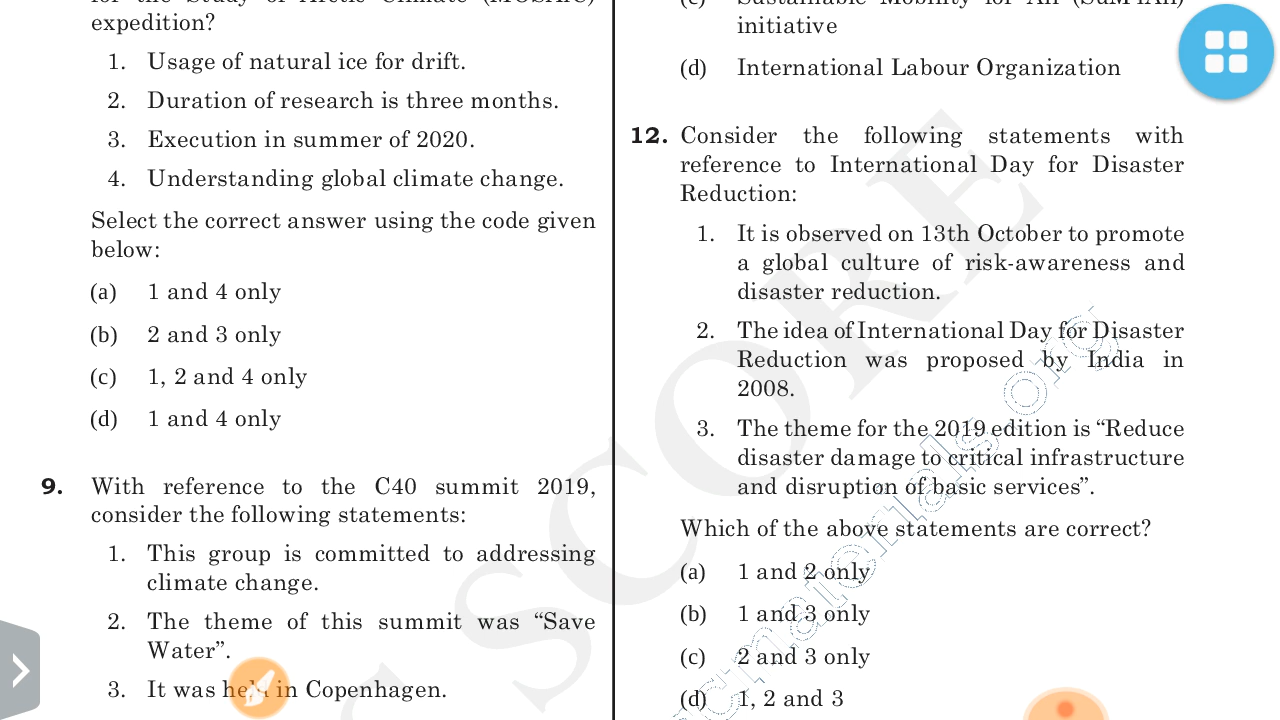 expedition?
1. Usage of natural ice for drift.
2. Duration of research is three months.
3. Execution in summer of 2020.
4. Understanding global climate change.
Select the correct answer using the code given
below:
(a) 1 and 4 only
(b) 2 and 3 only
(c) 1, 2 and 4 only
(d) 1 and 4 only
9. With reference to the C40 summit 2019,
consider the following statements:
1. This group is committed to addressing
climate change.
2. The theme of this summit was “Save
Water”.
3. It was held in Copenhagen.
initiative
(d) International Labour Organization
12. Consider the following statements with
reference to International Day for Disaster
Reduction:
1. It is observed on 13th October to promote
a global culture of risk-awareness and
disaster reduction.
2. The idea of International Day for Disaster
Reduction was proposed by India in
2008.
3. The theme for the 2019 edition is “Reduce
disaster damage to critical infrastructure
and disruption of basic services”.
Which of the above statements are correct?
(a) 1 and 2 only
(b) 1 and 3 only
(c) 2 and 3 only
(d) 1, 2 and 3
SCORE